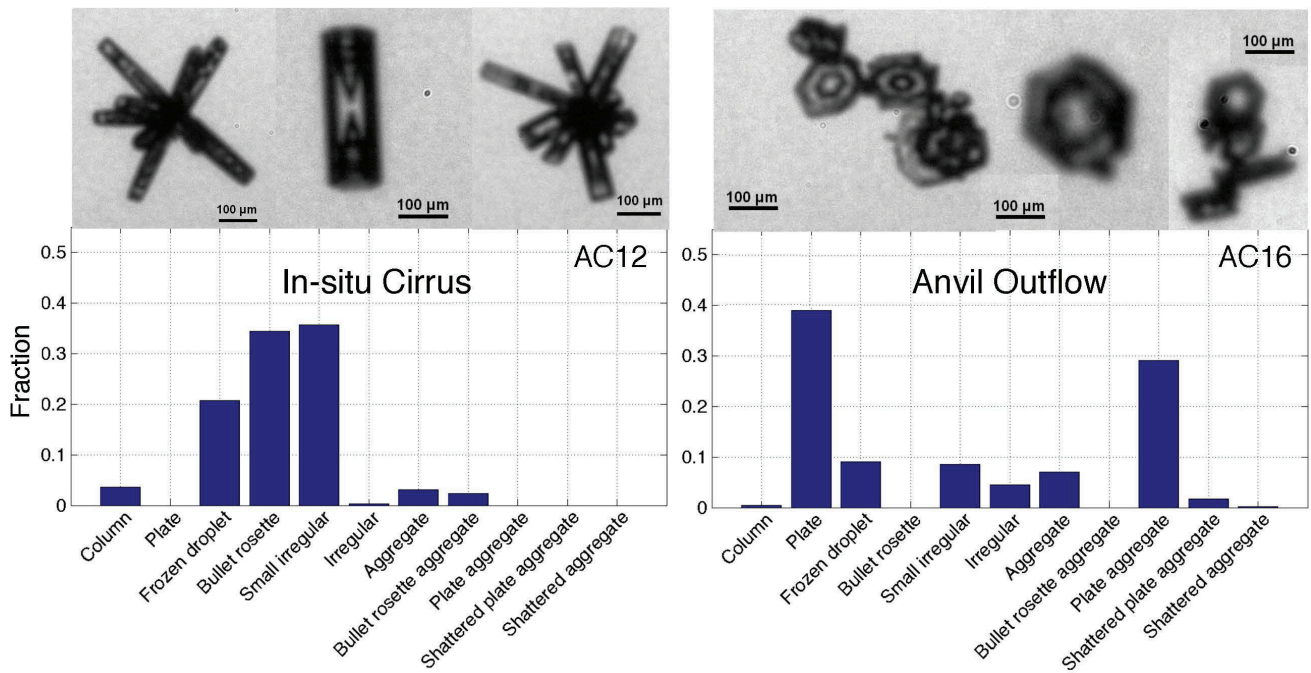 100 µm
100 µm
100 µm
100 µm
100 µm
100 µm
0.5
0.4
0.3
0.2
0.1
0
Fraction
In-situ Cirrus
AC12
Column
Plate
Frozen droplet
Bullet rosette
Small irregular
Irregular
Aggregate
Bullet rosette aggregate
Plate aggregate
Shattered plate aggregate
Shattered aggregate
0.5
0.4
0.3
0.2
0.1
0
Anvil Outflow
AC16
Column
Plate
Frozen droplet
Bullet rosette
Small irregular
Irregular
Aggregate
Bullet rosette aggregate
Plate aggregate
Shattered plate aggregate
Shattered aggregate